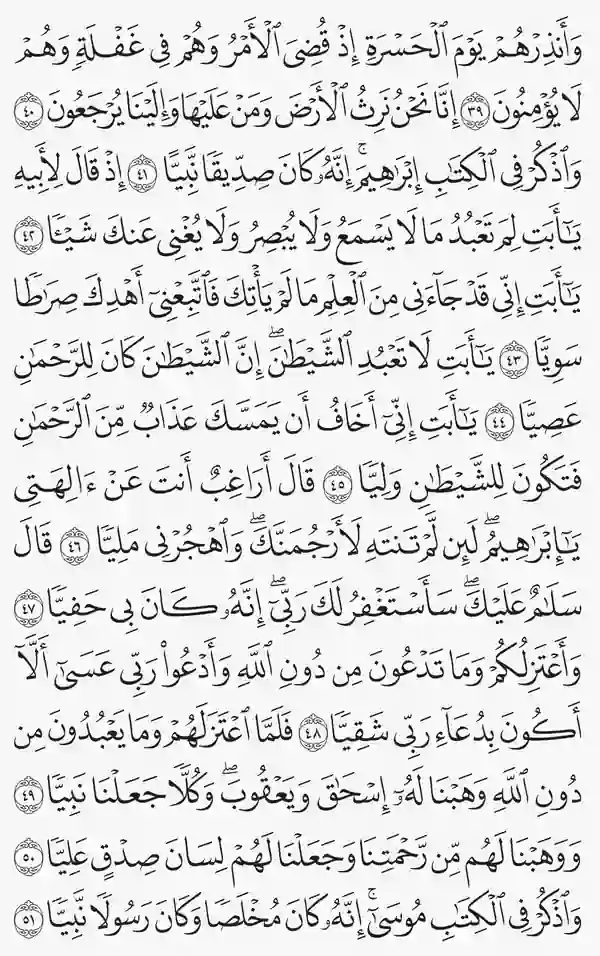 وَأَنذِرْهُمْ يَوْمَ ٱلْحَسْرَةِ إِذْ قُضِىَ ٱلْأَمْرُ وَهُمْ فِى غَفْلَةٍ وَهُمْ
لَا يُؤْمِنُونَ ٣٩ إِنَّا نَحْنُ نَرِثُ ٱلْأَرْضَ وَمَنْ عَلَيْهَا وَإِلَيْنَا يُرْجَعُونَ ٤٠
وَٱذْكُرْ فِى ٱلْكِتَٰبِ إِبْرَٰهِيمَ ۚ إِنَّهُۥ كَانَ صِدِّيقًا نَّبِيًّا ٤١ إِذْ قَالَ لِأَبِيهِ
يَٰٓأَبَتِ لِمَ تَعْبُدُ مَا لَا يَسْمَعُ وَلَا يُبْصِرُ وَلَا يُغْنِى عَنكَ شَيْـًٔا ٤٢
يَٰٓأَبَتِ إِنِّى قَدْ جَآءَنِى مِنَ ٱلْعِلْمِ مَا لَمْ يَأْتِكَ فَٱتَّبِعْنِىٓ أَهْدِكَ صِرَٰطًا
سَوِيًّا ٤٣ يَٰٓأَبَتِ لَا تَعْبُدِ ٱلشَّيْطَٰنَ ۖ إِنَّ ٱلشَّيْطَٰنَ كَانَ لِلرَّحْمَٰنِ
عَصِيًّا ٤٤ يَٰٓأَبَتِ إِنِّىٓ أَخَافُ أَن يَمَسَّكَ عَذَابٌ مِّنَ ٱلرَّحْمَٰنِ
فَتَكُونَ لِلشَّيْطَٰنِ وَلِيًّا ٤٥ قَالَ أَرَاغِبٌ أَنتَ عَنْ ءَالِهَتِى
يَٰٓإِبْرَٰهِيمُ ۖ لَئِن لَّمْ تَنتَهِ لَأَرْجُمَنَّكَ ۖ وَٱهْجُرْنِى مَلِيًّا ٤٦ قَالَ
سَلَٰمٌ عَلَيْكَ ۖ سَأَسْتَغْفِرُ لَكَ رَبِّىٓ ۖ إِنَّهُۥ كَانَ بِى حَفِيًّا ٤٧
وَأَعْتَزِلُكُمْ وَمَا تَدْعُونَ مِن دُونِ ٱللَّهِ وَأَدْعُوا۟ رَبِّى عَسَىٰٓ أَلَّآ
أَكُونَ بِدُعَآءِ رَبِّى شَقِيًّا ٤٨ فَلَمَّا ٱعْتَزَلَهُمْ وَمَا يَعْبُدُونَ مِن
دُونِ ٱللَّهِ وَهَبْنَا لَهُۥٓ إِسْحَٰقَ وَيَعْقُوبَ ۖ وَكُلًّا جَعَلْنَا نَبِيًّا ٤٩
وَوَهَبْنَا لَهُم مِّن رَّحْمَتِنَا وَجَعَلْنَا لَهُمْ لِسَانَ صِدْقٍ عَلِيًّا ٥٠
وَٱذْكُرْ فِى ٱلْكِتَٰبِ مُوسَىٰٓ ۚ إِنَّهُۥ كَانَ مُخْلَصًا وَكَانَ رَسُولًا نَّبِيًّا ٥١